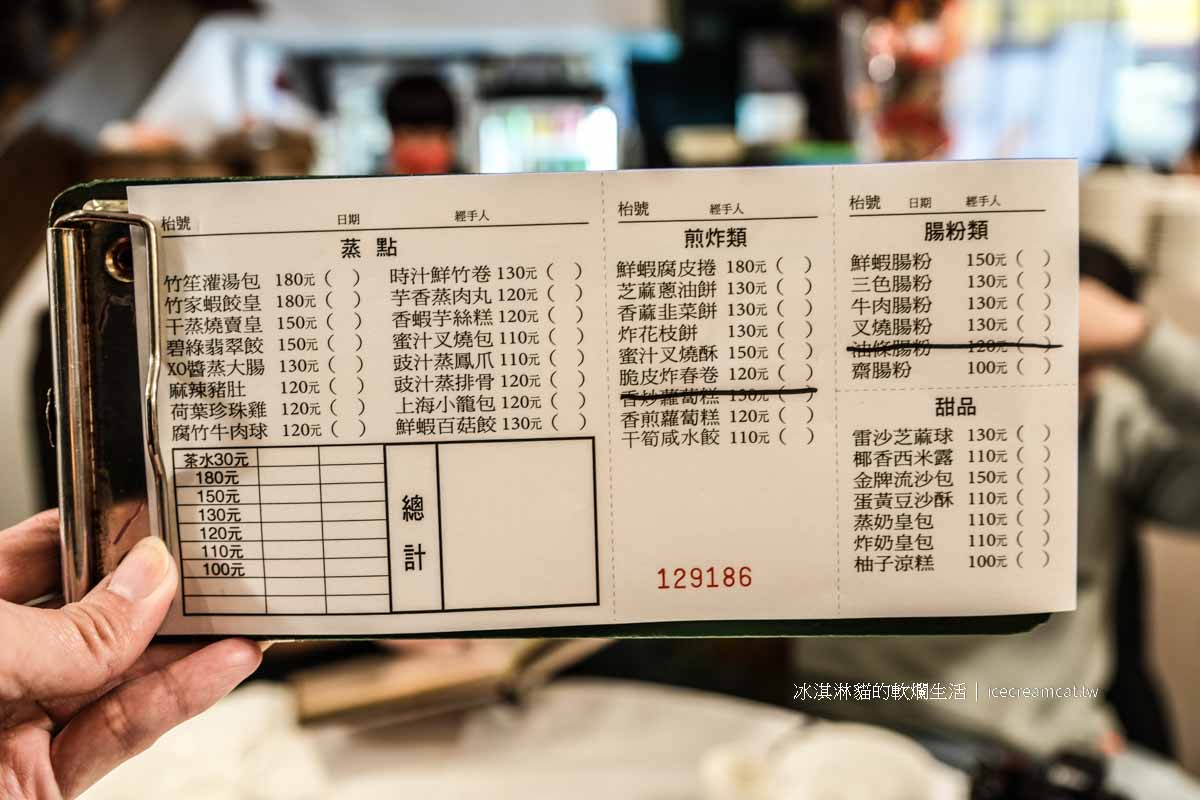 枱號 日期 經手人
蒸點
竹笙灌湯包 180元 ( )
竹家蝦餃皇 180元 ( )
干蒸燒賣皇 150元 ( )
碧綠翡翠餃 150元 ( )
XO醬蒸大腸 130元 ( )
麻辣豬肚 120元 ( )
荷葉珍珠雞 120元 ( )
腐竹牛肉球 120元 ( )
時汁鮮竹卷 130元 ( )
芋香蒸肉丸 120元 ( )
香蝦芋絲糕 120元 ( )
蜜汁叉燒包 110元 ( )
豉汁蒸鳳爪 110元 ( )
豉汁蒸排骨 120元 ( )
上海小籠包 120元 ( )
鮮蝦百菇餃 130元 ( )
茶水30元
180元
150元
130元
120元
110元
100元
總計
枱號 經手人
煎炸類
鮮蝦腐皮捲 180元 ( )
芝麻蔥油餅 130元 ( )
香麻韭菜餅 130元 ( )
炸花枝餅 130元 ( )
蜜汁叉燒酥 150元 ( )
脆皮炸春卷 120元 ( )
香炒蘿蔔糕 130元 ( )
香煎蘿蔔糕 120元 ( )
干筍咸水餃 110元 ( )
129186
枱號 日期 經手人
腸粉類
鮮蝦腸粉 150元 ( )
三色腸粉 130元 ( )
牛肉腸粉 130元 ( )
叉燒腸粉 130元 ( )
油條腸粉 120元 ( )
齋腸粉 100元 ( )
甜品
雷沙芝麻球 130元 ( )
椰香西米露 110元 ( )
金牌流沙包 150元 ( )
蛋黃豆沙酥 110元 ( )
蒸奶皇包 110元 ( )
炸奶皇包 110元 ( )
柚子涼糕 100元 ( )
冰淇淋貓的軟爛生活｜icecreamcat.tw